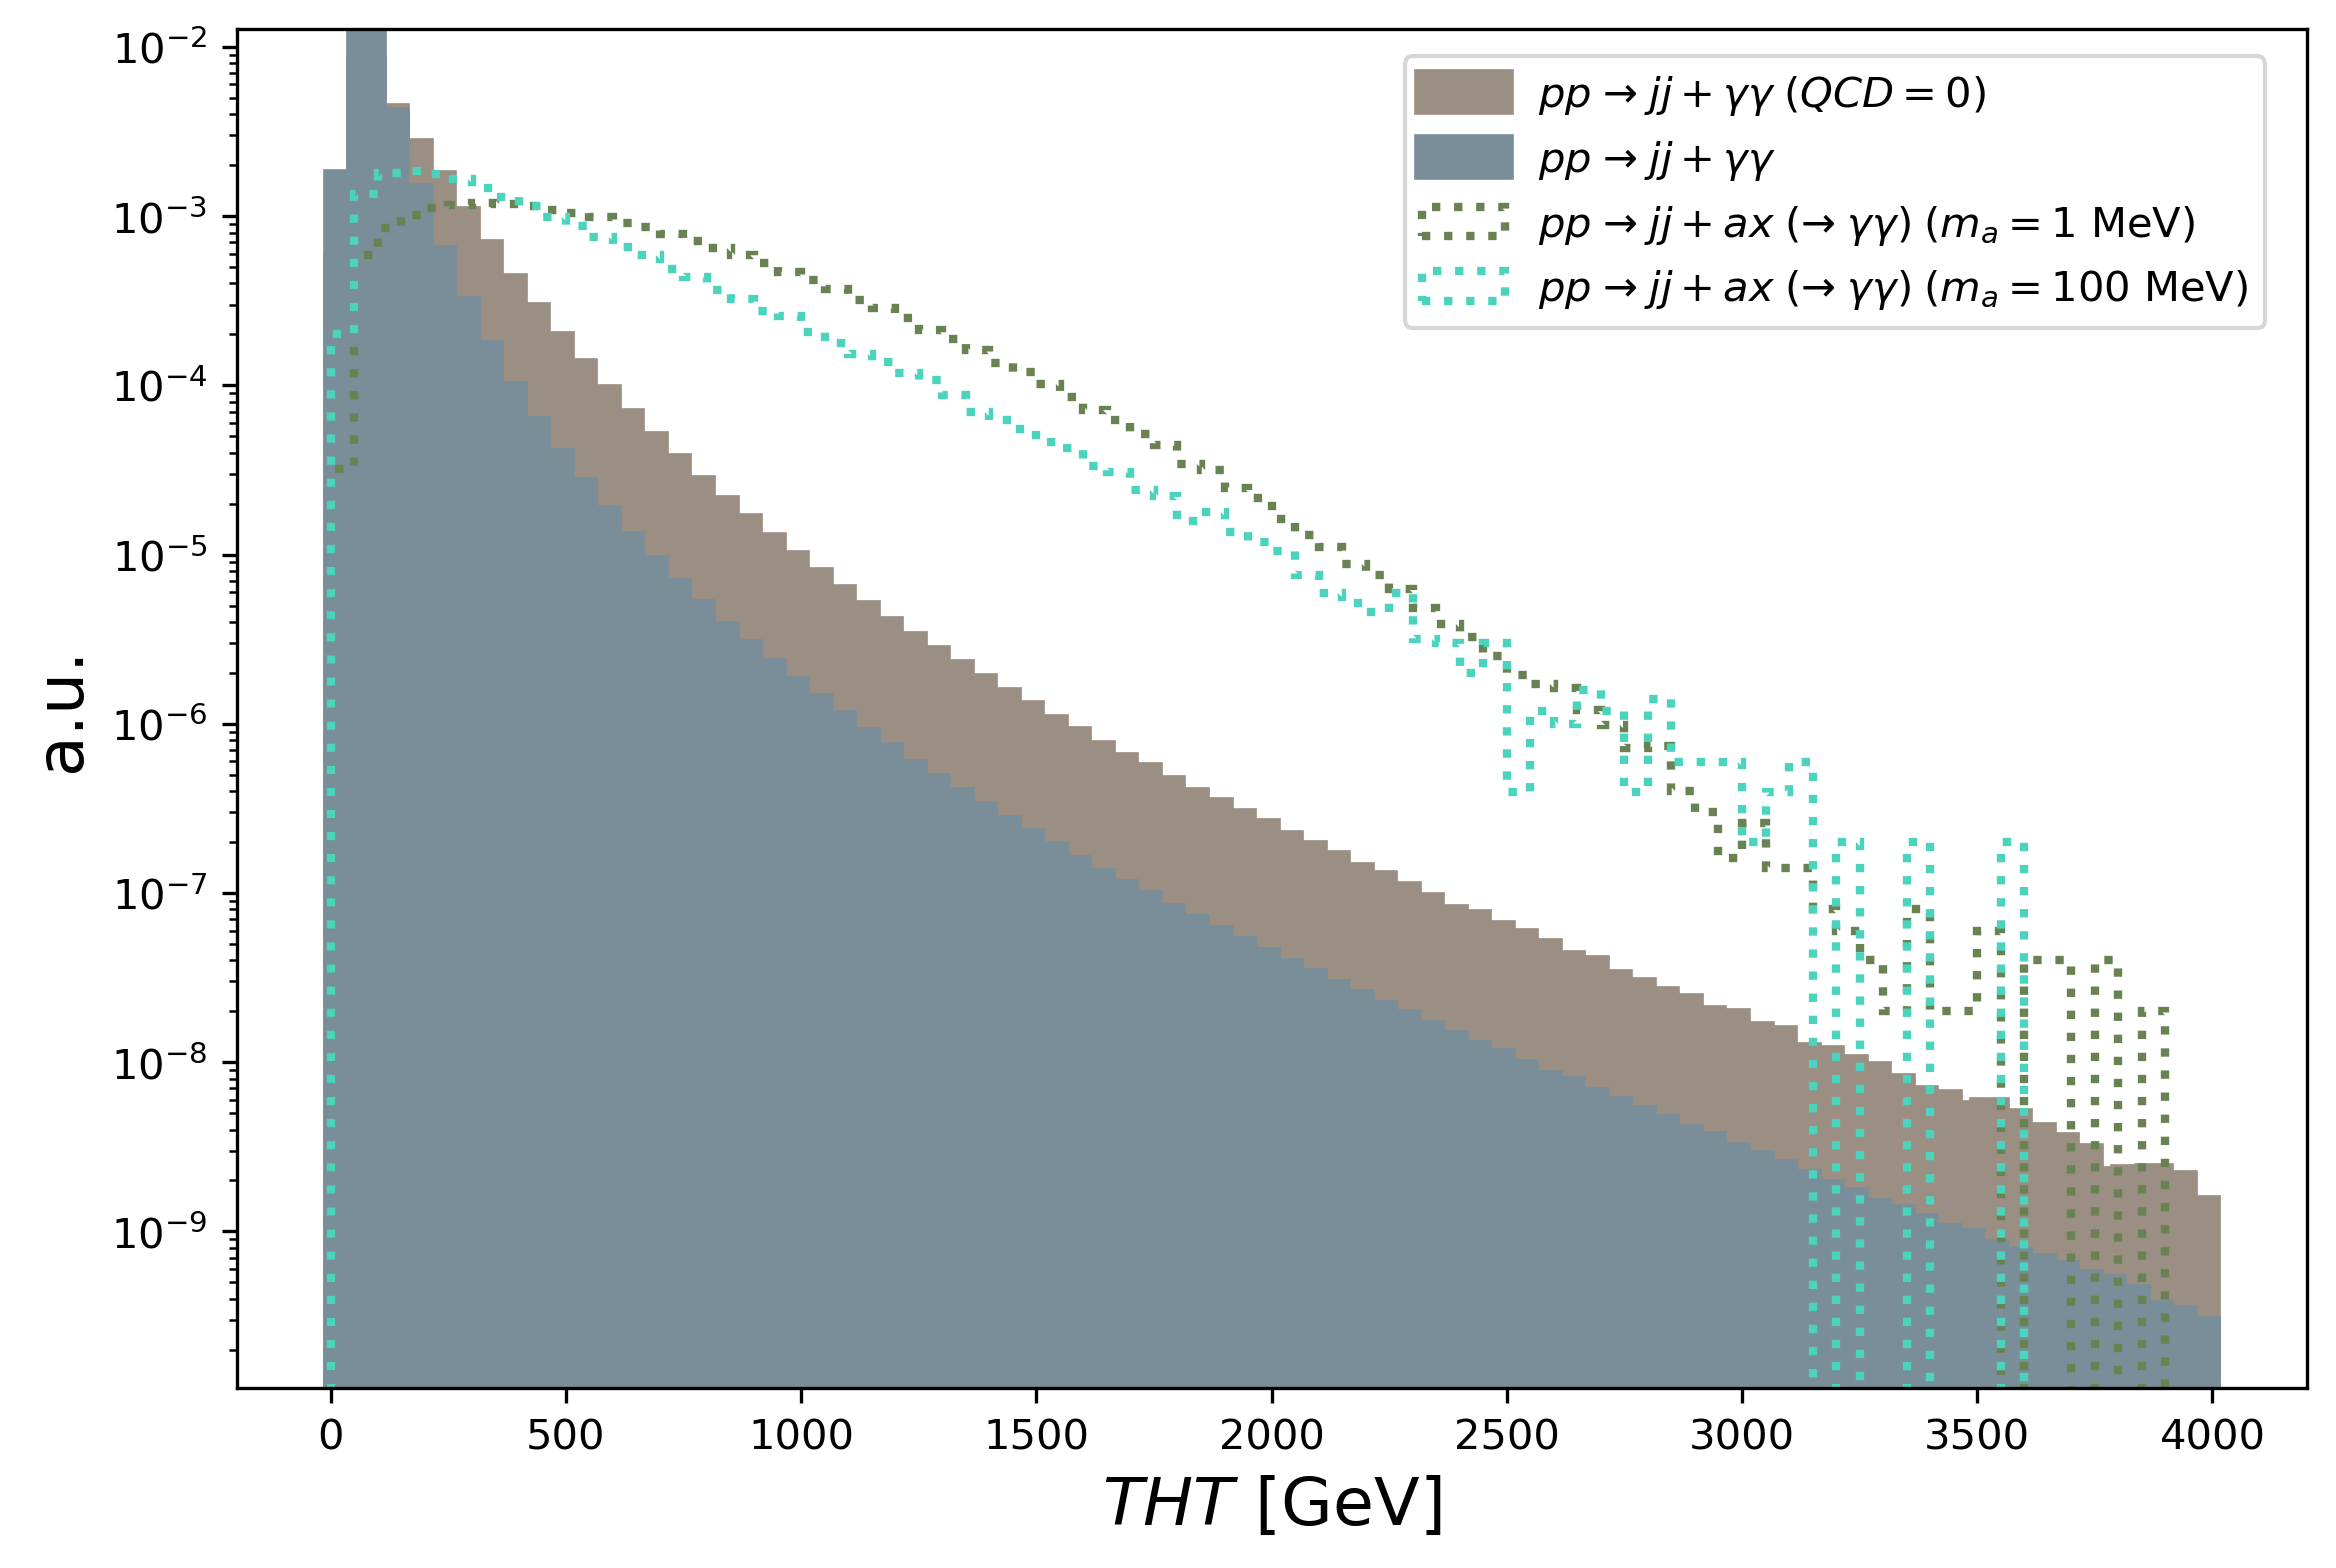 10⁻²
10⁻³
10⁻⁴
10⁻⁵
10⁻⁶
10⁻⁷
10⁻⁸
10⁻⁹
a.u.
pp → jj + γγ (QCD = 0)
pp → jj + γγ
pp → jj + ax (→ γγ) (mₐ = 1 MeV)
pp → jj + ax (→ γγ) (mₐ = 100 MeV)
0 500 1000 1500 2000 2500 3000 3500 4000
THT [GeV]